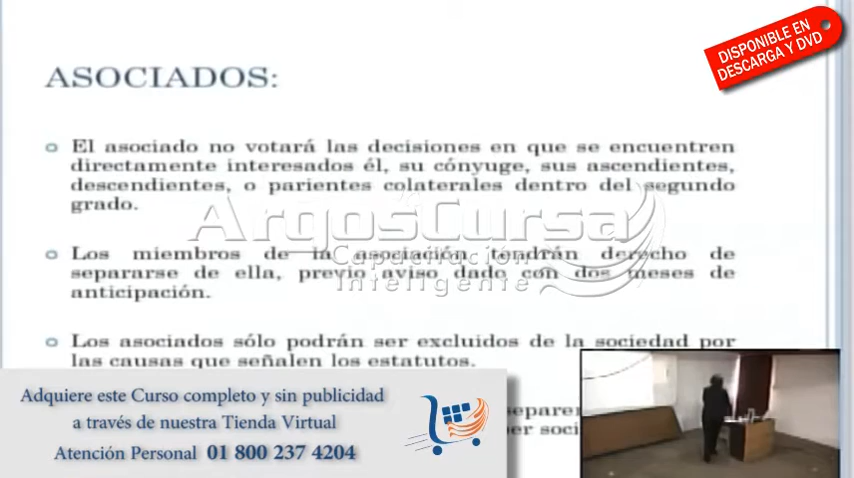 DISPONIBLE EN
DESCARGA Y DVD
ASOCIADOS:
El asociado no votará las decisiones en que se encuentren
directamente interesados él, su cónyuge, sus ascendientes,
descendientes, o parientes colaterales dentro del segundo
grado.
ArgosCursa
Capacitación
Inteligente
Los miembros de la asociación tendrán derecho de
separarse de ella, previo aviso dado con dos meses de
anticipación.
Los asociados sólo podrán ser excluidos de la sociedad por
las causas que señalen los estatutos.
Adquiere este Curso completo y sin publicidad
a través de nuestra Tienda Virtual
Atención Personal 01 800 237 4204